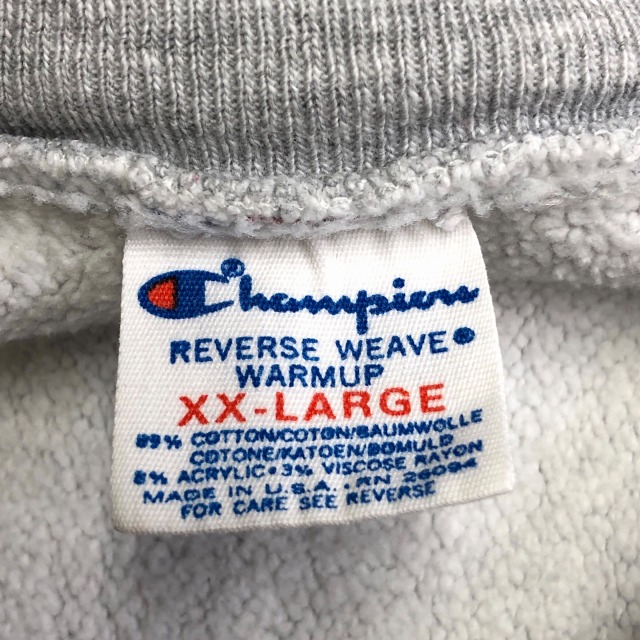 Champion®
REVERSE WEAVE®
WARMUP
XX-LARGE
89% COTTON/COTON/BAUMWOLLE
COTONE/KATOEN/BOMULD
8% ACRYLIC • 3% VISCOSE RAYON
MADE IN U.S.A. • RN 29094
FOR CARE SEE REVERSE